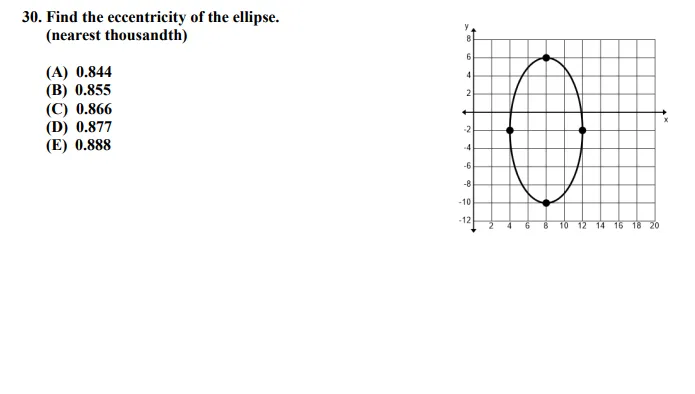 30. Find the eccentricity of the ellipse.
(nearest thousandth)
(A) 0.844
(B) 0.855
(C) 0.866
(D) 0.877
(E) 0.888
y
8
6
4
2
x
-2
-4
-6
-8
-10
-12
2 4 6 8 10 12 14 16 18 20